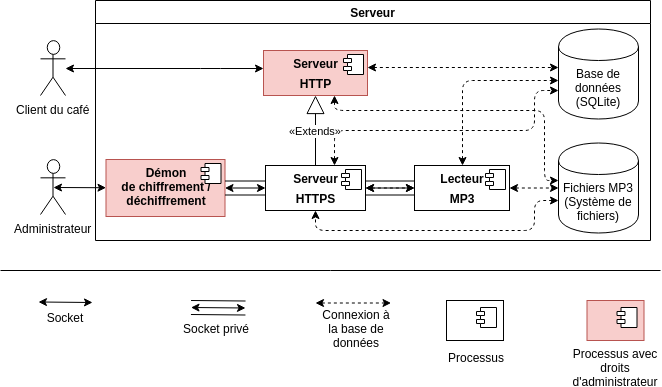 Serveur
Serveur
HTTP
Base de
données
(SQLite)
Client du café
«Extends»
Démon
de chiffrement /
déchiffrement
Serveur
HTTPS
Lecteur
MP3
Fichiers MP3
(Système de
fichiers)
Administrateur
Socket
Socket privé
Connexion à
la base de
données
Processus
Processus avec
droits
d'administrateur